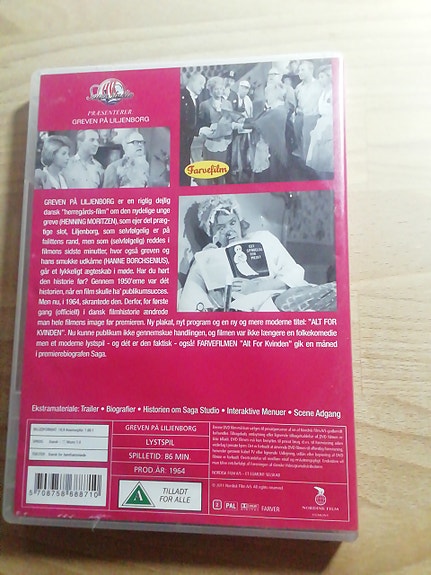 PRÆSENTERER
GREVEN PÅ LILJENBORG
Farvefilm
GREVEN PÅ LILJENBORG er en rigtig dejlig
dansk "herregårds-film" om den nydelige unge
greve (HENNING MORITZEN), som ejer det præg-
tige slot, Liljenborg, som selvfølgelig er på
fallittens rand, men som (selvfølgelig) reddes i
filmens sidste minutter, hvor også greven og
hans smukke udkårne (HANNE BORCHSENIUS),
går et lykkeligt ægteskab i møde. Har du hørt
den historie før? Gennem 1950'erne var dét
historien, når en film skulle ha' publikumsucces.
Men nu, i 1964, skrantede den. Derfor, for første
gang (officielt) i dansk filmhistorie ændrede
man hele filmens image før premieren. Ny plakat, nyt program og en ny og mere moderne titel: "ALT FOR
KVINDEN". Nu kunne publikum ikke gennemskue handlingen, og filmen var ikke længere en folkekomedie
men et moderne lystspil - og dét er den faktisk - også! FARVEFILMEN "Alt for Kvinden" gik en måned
i premierebiografen Saga.
Ekstramateriale: Trailer • Biografier • Historien om Saga Studio • Interaktive Menuer • Scene Adgang
GREVEN PÅ LILJENBORG
LYSTSPIL
SPILLETID: 86 MIN.
PROD.ÅR: 1964
5 708758 688710
A
TILLADT
FOR ALLE
2 PAL
FARVER
NORDISK FILM